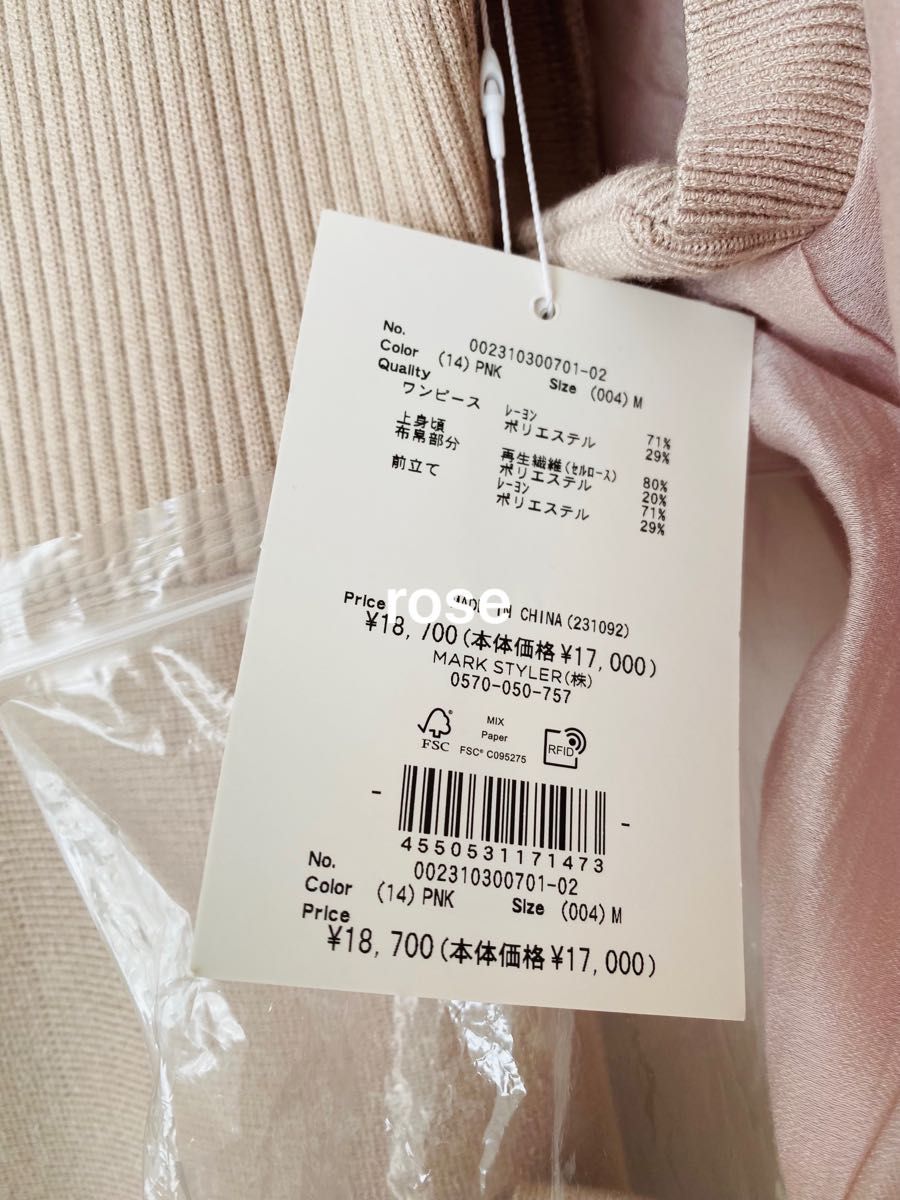 No. 002310300701-02
Color (14) PNK Size (004) M
Quality
ワンピース レーヨン 71%
ポリエステル 29%
上身頃
布帛部分 再生繊維(セルロース) 80%
ポリエステル 20%
前立て レーヨン 71%
ポリエステル 29%
rose
MADE IN CHINA (231092)
Price
¥18,700(本体価格¥17,000)
MARK STYLER(株)
0570-050-757
FSC
MIX
Paper
FSC® C095275
RFID
4550531171473
No. 002310300701-02
Color (14) PNK Size (004) M
Price
¥18,700(本体価格¥17,000)